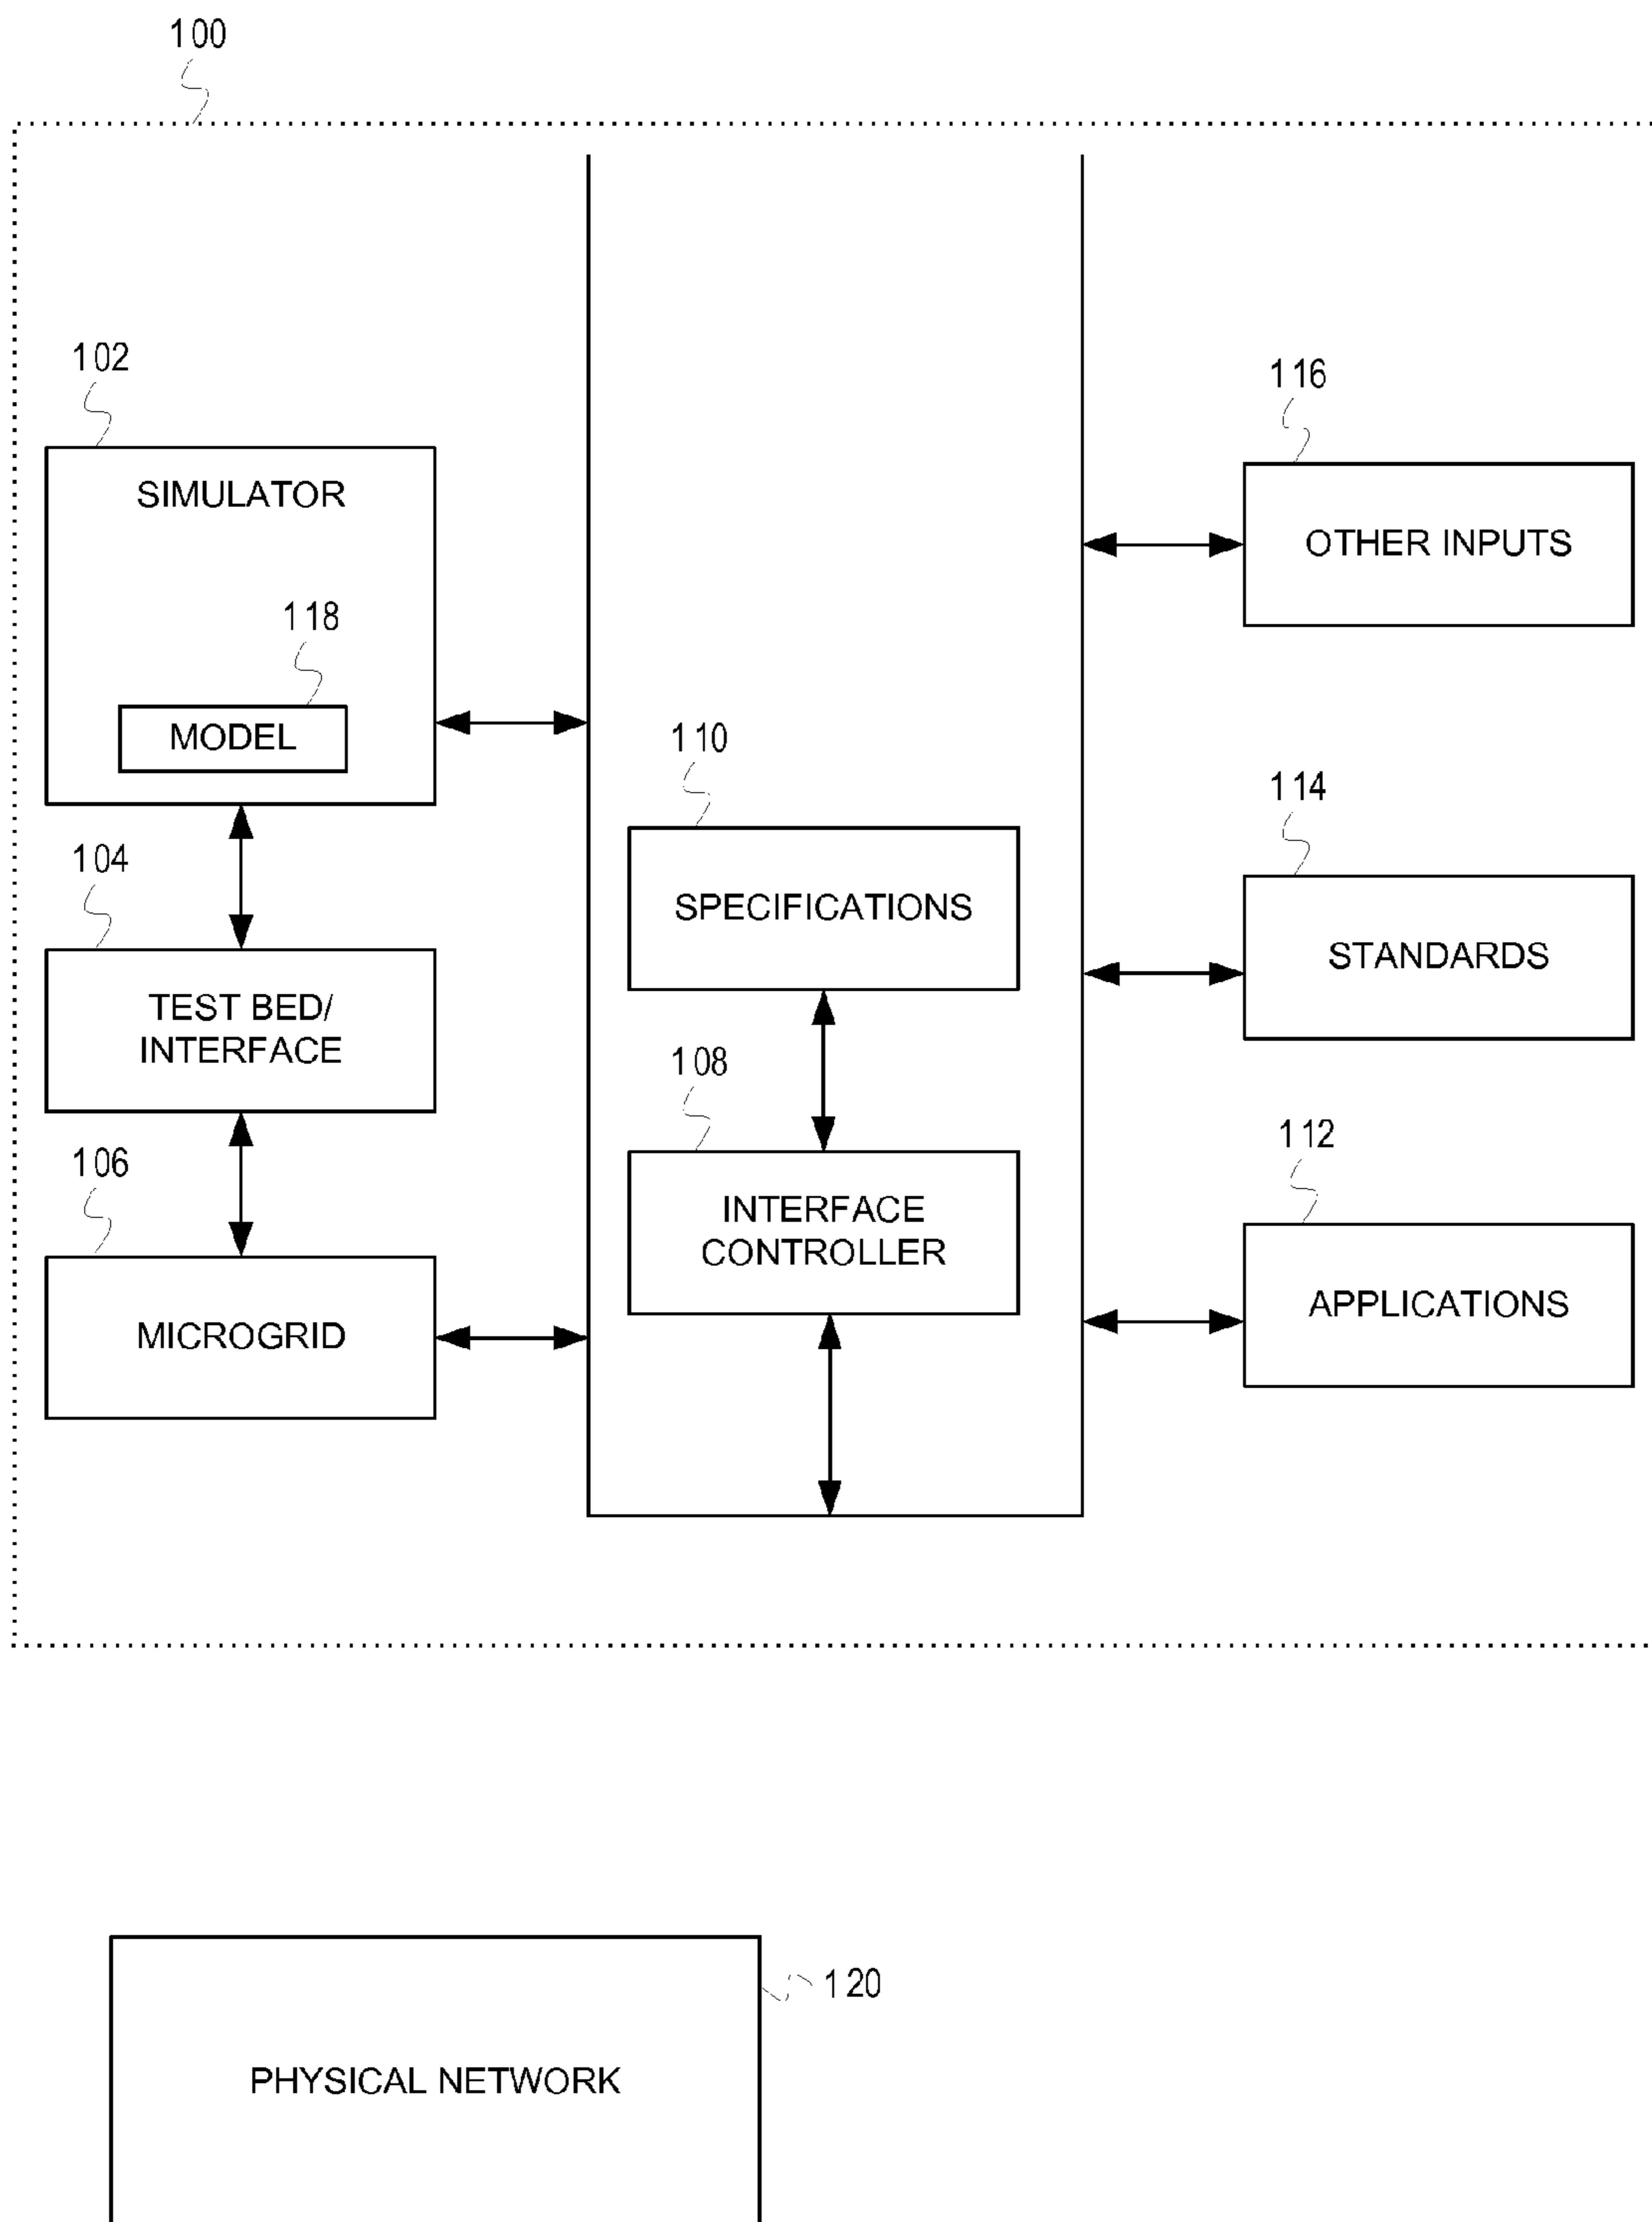 100
102
SIMULATOR
118
MODEL
104
TEST BED/
INTERFACE
106
MICROGRID
110
SPECIFICATIONS
108
INTERFACE
CONTROLLER
116
OTHER INPUTS
114
STANDARDS
112
APPLICATIONS
120
PHYSICAL NETWORK